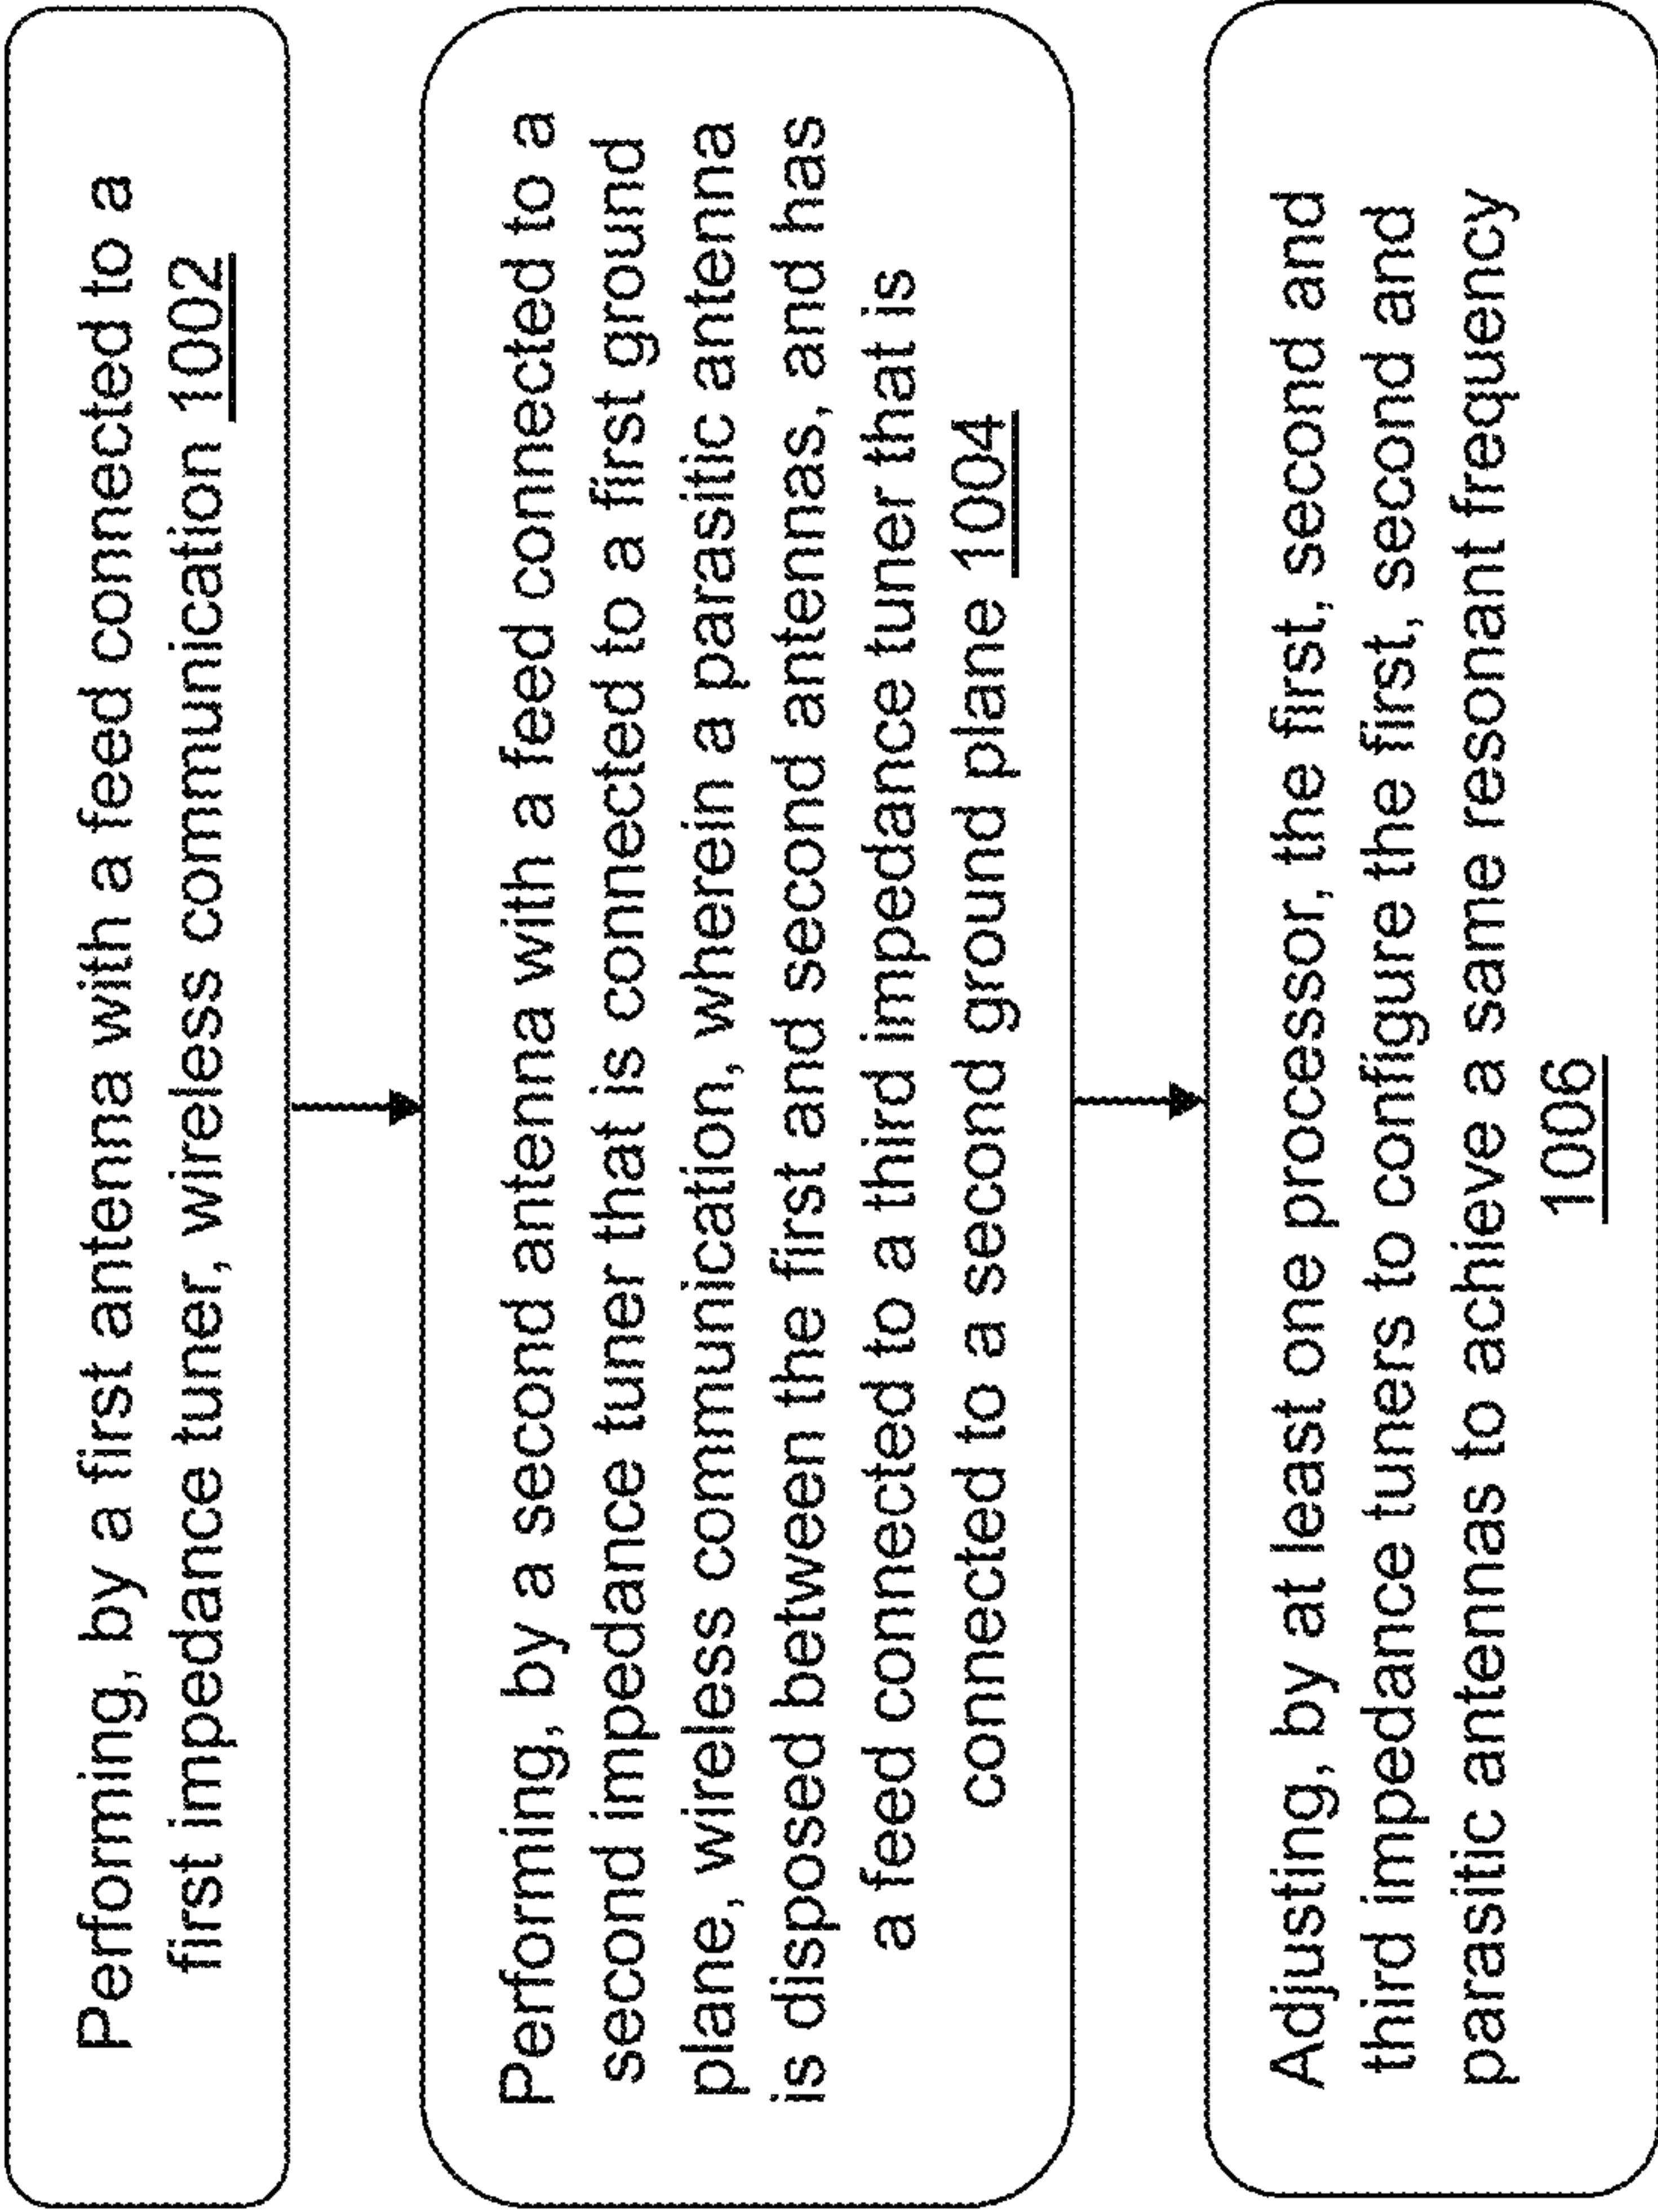 Performing, by a first antenna with a feed connected to a
first impedance tuner, wireless communication 1002
Performing, by a second antenna with a feed connected to a
second impedance tuner that is connected to a first ground
plane, wireless communication, wherein a parasitic antenna
is disposed between the first and second antennas, and has
a feed connected to a third impedance tuner that is
connected to a second ground plane 1004
Adjusting, by at least one processor, the first, second and
third impedance tuners to configure the first, second and
parasitic antennas to achieve a same resonant frequency
1006